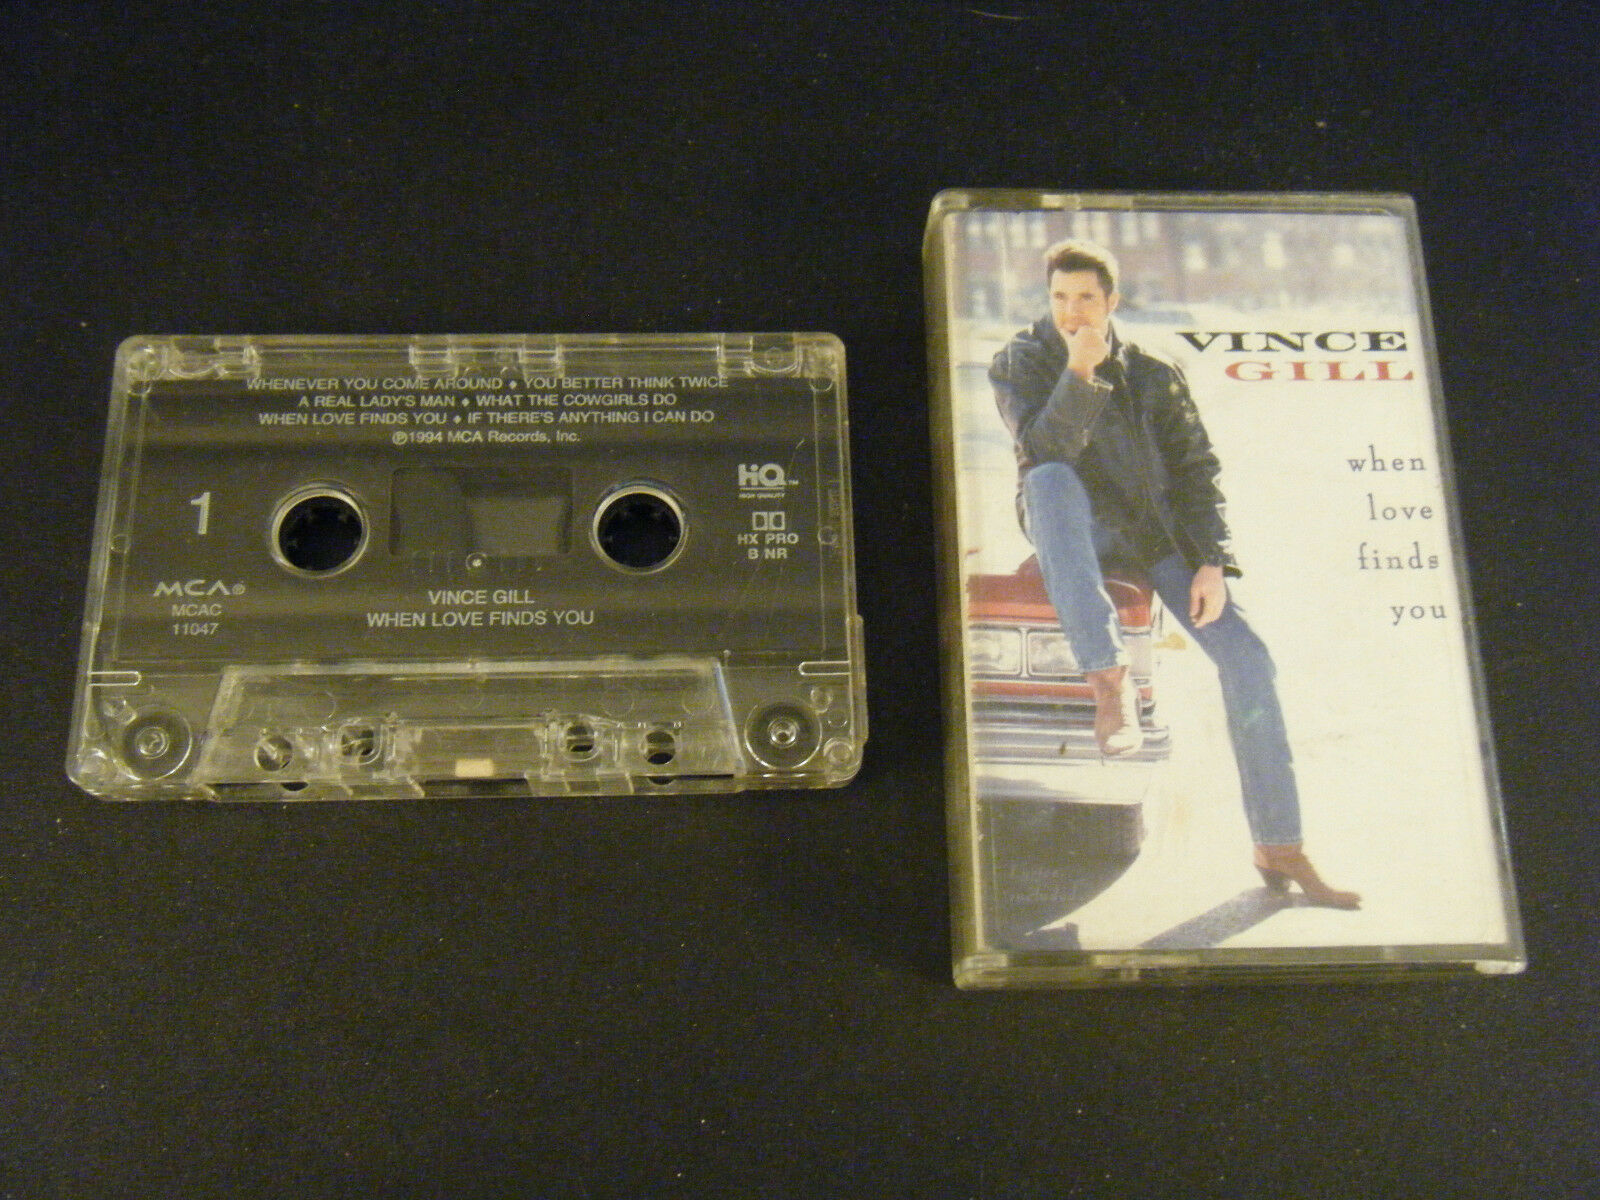 WHENEVER YOU COME AROUND ♦ YOU BETTER THINK TWICE
A REAL LADY'S MAN ♦ WHAT THE COWGIRLS DO
WHEN LOVE FINDS YOU ♦ IF THERE'S ANYTHING I CAN DO
℗1994 MCA Records, Inc.
1
HiQ™
HIGH QUALITY
HX PRO
B NR
MCA®
MCAC
11047
VINCE GILL
WHEN LOVE FINDS YOU
VINCE
GILL
when
love
finds
you